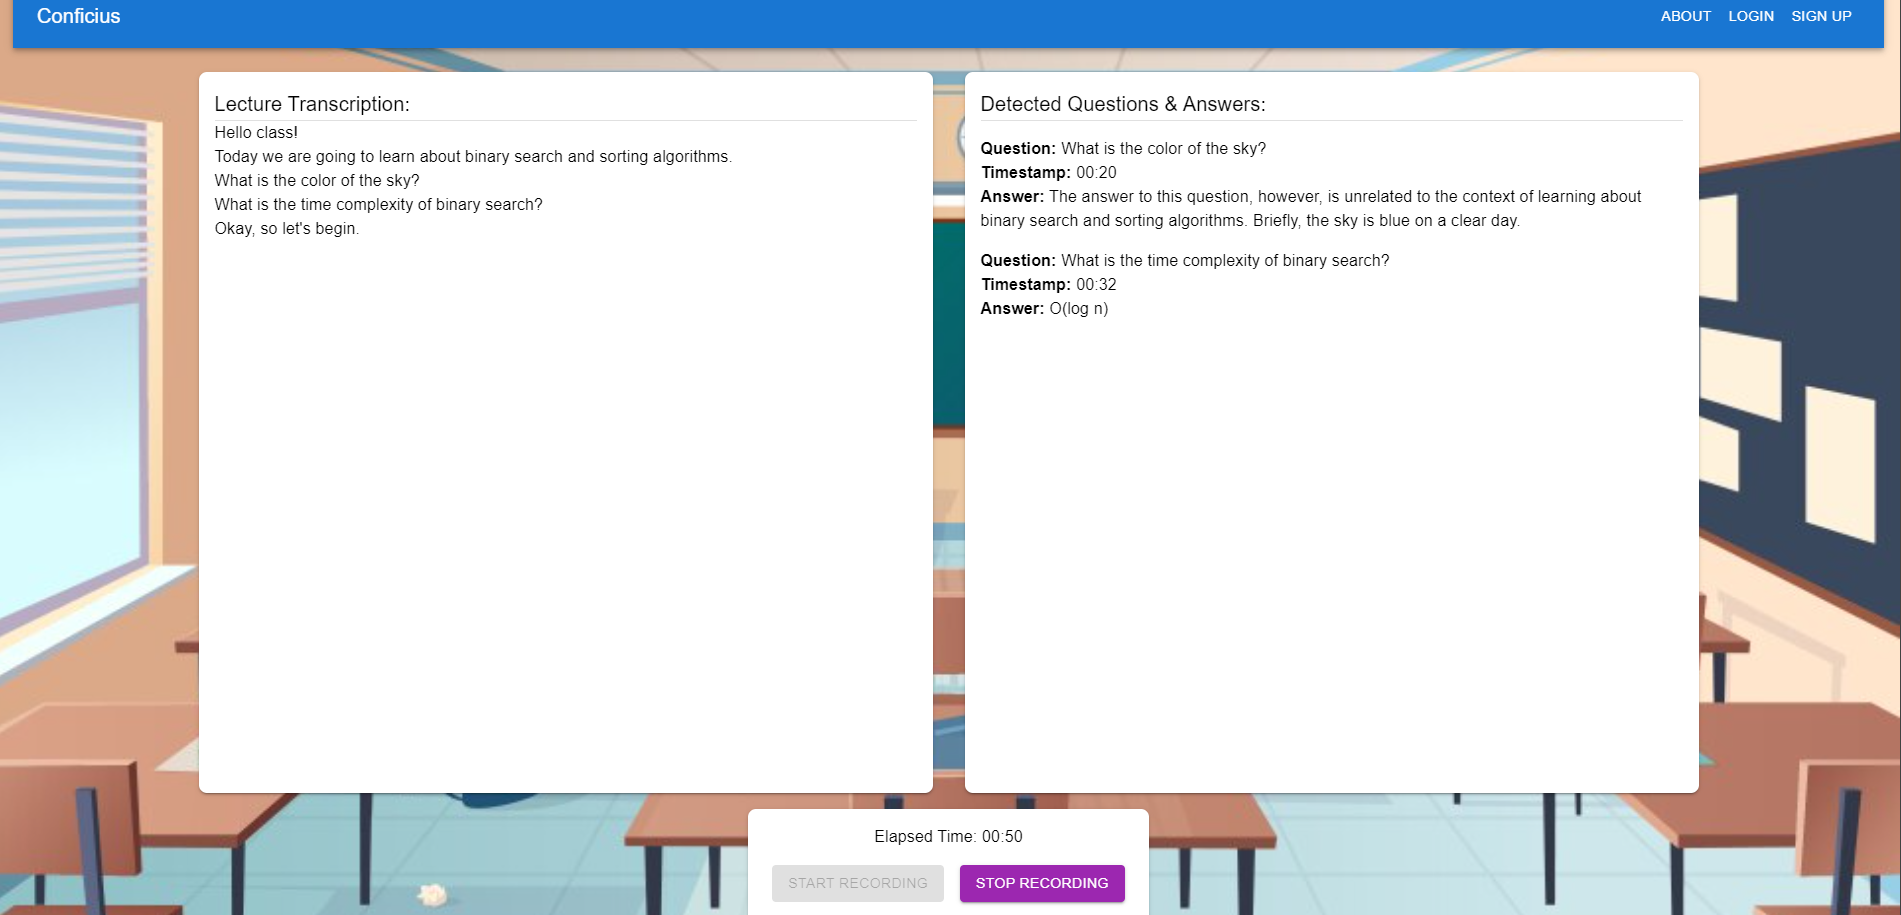 Conficius
ABOUT LOGIN SIGN UP
Lecture Transcription:
Hello class!
Today we are going to learn about binary search and sorting algorithms.
What is the color of the sky?
What is the time complexity of binary search?
Okay, so let's begin.
Detected Questions & Answers:
Question: What is the color of the sky?
Timestamp: 00:20
Answer: The answer to this question, however, is unrelated to the context of learning about
binary search and sorting algorithms. Briefly, the sky is blue on a clear day.
Question: What is the time complexity of binary search?
Timestamp: 00:32
Answer: O(log n)
Elapsed Time: 00:50
START RECORDING STOP RECORDING